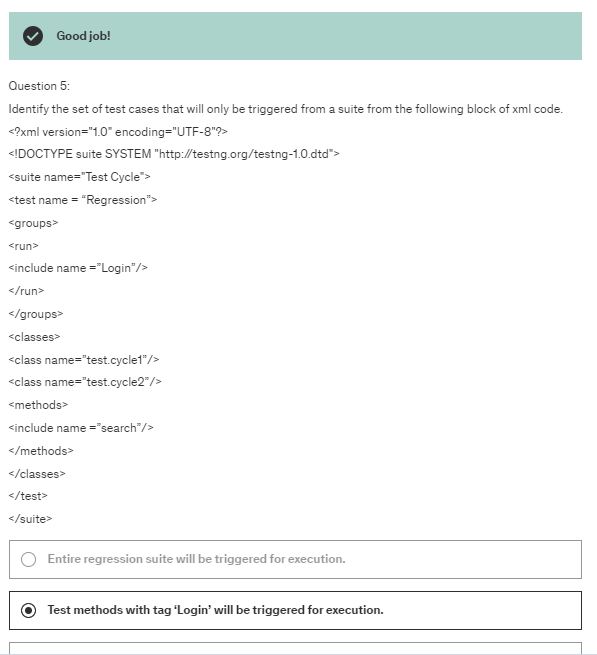 Good job!
Question 5:
Identify the set of test cases that will only be triggered from a suite from the following block of xml code.
<?xml version="1.0" encoding="UTF-8"?>
<!DOCTYPE suite SYSTEM "http://testng.org/testng-1.0.dtd">
<suite name="Test Cycle">
<test name = “Regression”>
<groups>
<run>
<include name =”Login”/>
</run>
</groups>
<classes>
<class name=”test.cycle1”/>
<class name=”test.cycle2”/>
<methods>
<include name =”search”/>
</methods>
</classes>
</test>
</suite>
Entire regression suite will be triggered for execution.
Test methods with tag ‘Login’ will be triggered for execution.